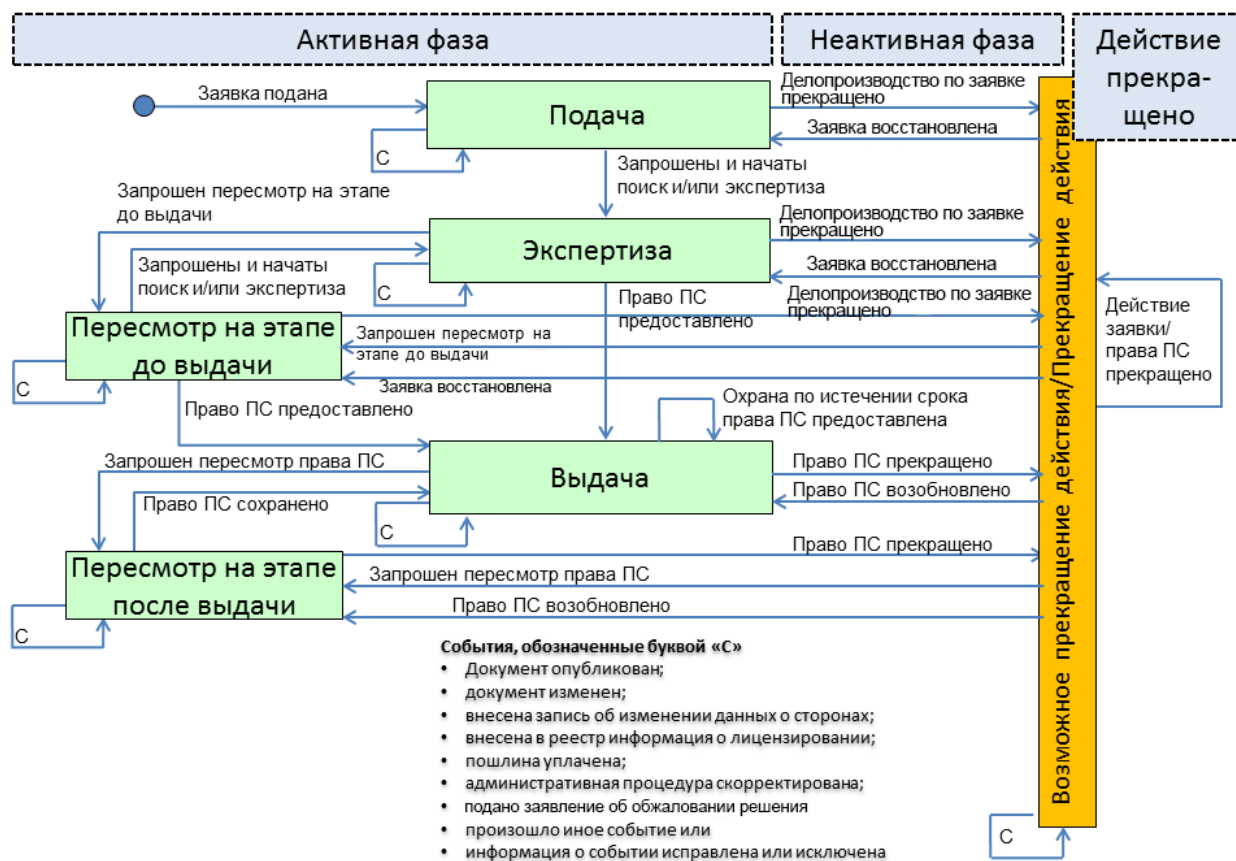 Активная фаза
Неактивная фаза
Действие
прекра-
щено
Заявка подана
Подача
Делопроизводство по заявке
прекращено
Заявка восстановлена
С
Запрошены и начаты
поиск и/или экспертиза
Запрошен пересмотр на этапе
до выдачи
Экспертиза
Делопроизводство по заявке
прекращено
Заявка восстановлена
Запрошены и начаты
поиск и/или экспертиза
С
Право ПС
предоставлено
Делопроизводство по заявке
прекращено
Пересмотр на этапе
до выдачи
Запрошен пересмотр на
этапе до выдачи
Заявка восстановлена
С
Право ПС предоставлено
Охрана по истечении срока
права ПС предоставлена
Действие
заявки/
права ПС
прекращено
Возможное прекращение действия/Прекращение действия
Запрошен пересмотр права ПС
Выдача
Право ПС прекращено
Право ПС возобновлено
Право ПС сохранено
С
Право ПС прекращено
Пересмотр на этапе
после выдачи
Запрошен пересмотр права ПС
Право ПС возобновлено
С
События, обозначенные буквой «С»
• Документ опубликован;
• документ изменен;
• внесена запись об изменении данных о сторонах;
• внесена в реестр информация о лицензировании;
• пошлина уплачена;
• административная процедура скорректирована;
• подано заявление об обжаловании решения
• произошло иное событие или
• информация о событии исправлена или исключена
С